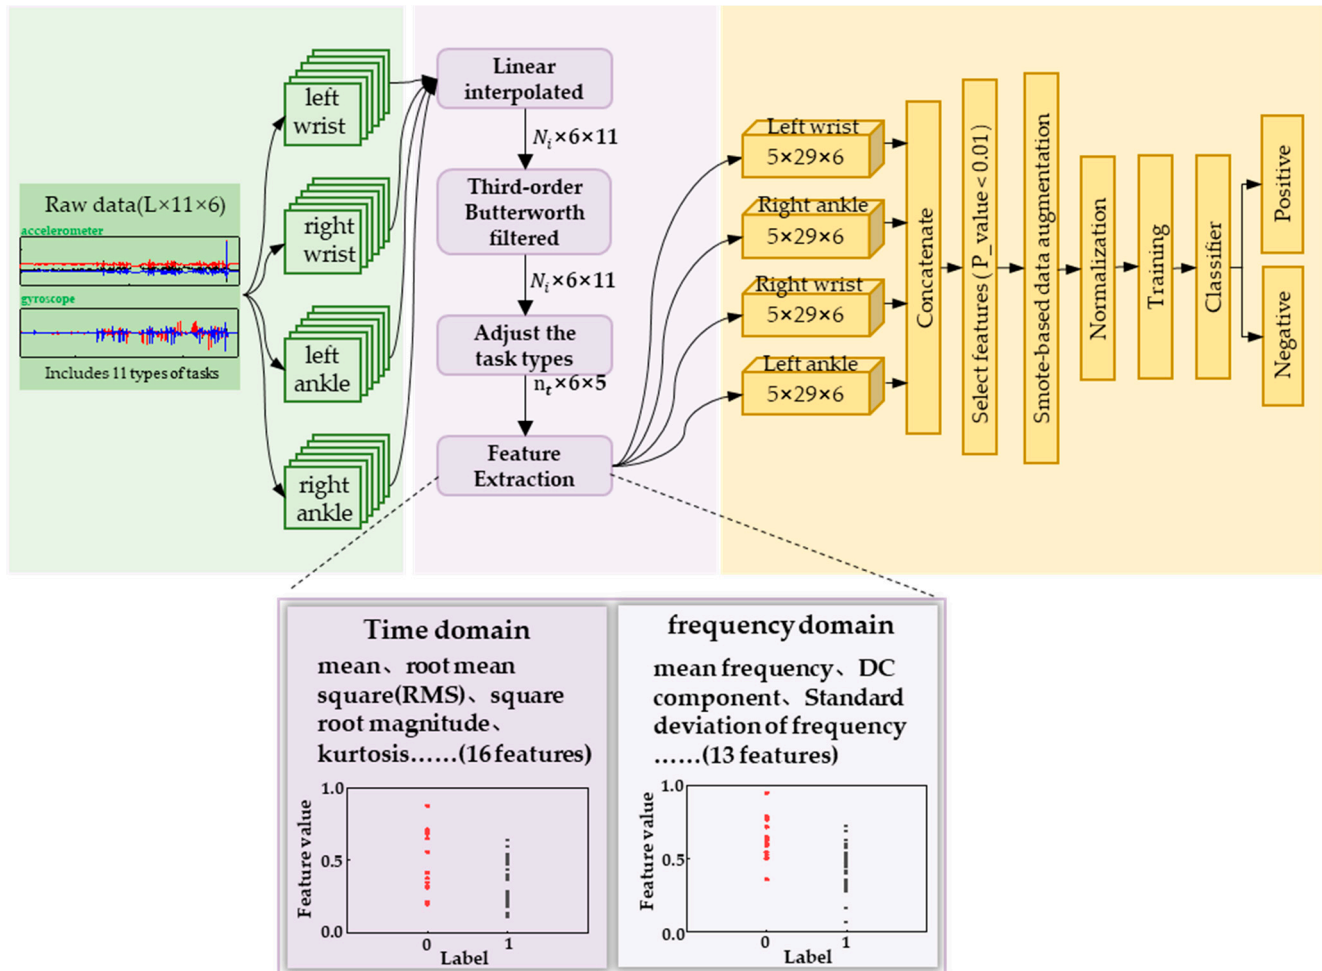 Raw data(L×11×6)
accelerometer
gyroscope
Includes 11 types of tasks
left
wrist
right
wrist
left
ankle
right
ankle
Linear
interpolated
N_i×6×11
Third-order
Butterworth
filtered
N_i×6×11
Adjust the
task types
n_t×6×5
Feature
Extraction
Left wrist
5×29×6
Right ankle
5×29×6
Right wrist
5×29×6
Left ankle
5×29×6
Concatenate
Select features ( P_value < 0.01)
Smote-based data augmentation
Normalization
Training
Classifier
Positive
Negative
Time domain
mean、root mean
square(RMS)、square
root magnitude、
kurtosis……(16 features)
Feature value
1.0
0.5
0.0
0
1
Label
frequency domain
mean frequency、DC
component、Standard
deviation of frequency
……(13 features)
Feature value
1.0
0.5
0.0
0
1
Label